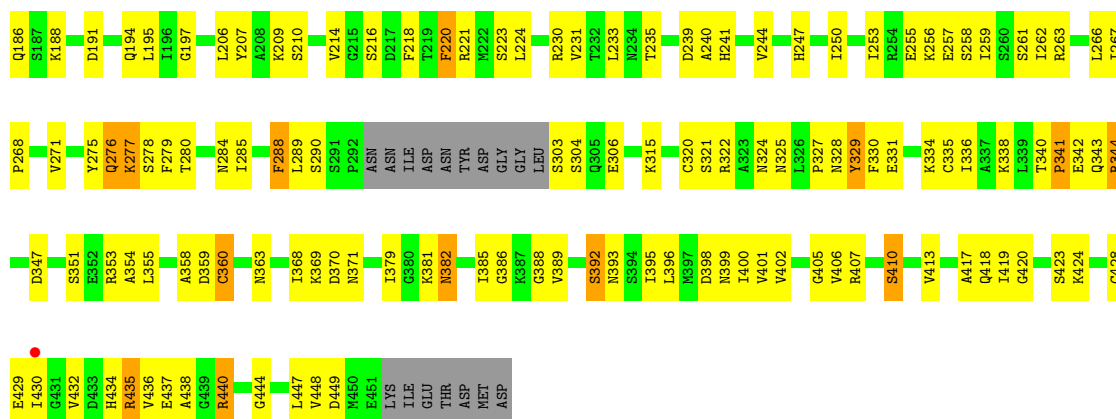 Q186 S187 K188 D191 Q194 L195 I196 G197 L206 Y207 A208 K209 S210 V214 G215 S216 D217 F218 T219 F220 R221 M222 S223 L224 R230 V231 T232 L233 N234 T235 D239 A240 H241 V244 H247 I250 I253 R254 E255 K256 E257 S258 I259 S260 S261 I262 R263 L266
P268 V271 Y275 Q276 K277 S278 F279 T280 N284 I285 F288 L289 S290 S291 P292 ASN ASN ILE ASP ASN TYR ASP GLY GLY LEU S303 S304 Q305 E306 K315 C320 S321 R322 A323 N324 N325 L326 P327 N328 Y329 F330 E331 K334 C335 I336 A337 K338 L339 T340 P341 E342 Q343
D347 S351 E352 R353 A354 L355 A358 D359 C360 N363 I368 K369 D370 N371 I379 G380 K381 N382 I385 G386 K387 G388 V389 S392 N393 S394 I395 L396 M397 D398 N399 I400 V401 V402 G405 V406 R407 S410 V413 A417 Q418 I419 G420 S423 K424
E429 I430 G431 V432 D433 H434 R435 V436 E437 A438 G439 R440 G444 L447 V448 D449 M450 E451 LYS ILE GLU THR ASP MET ASP